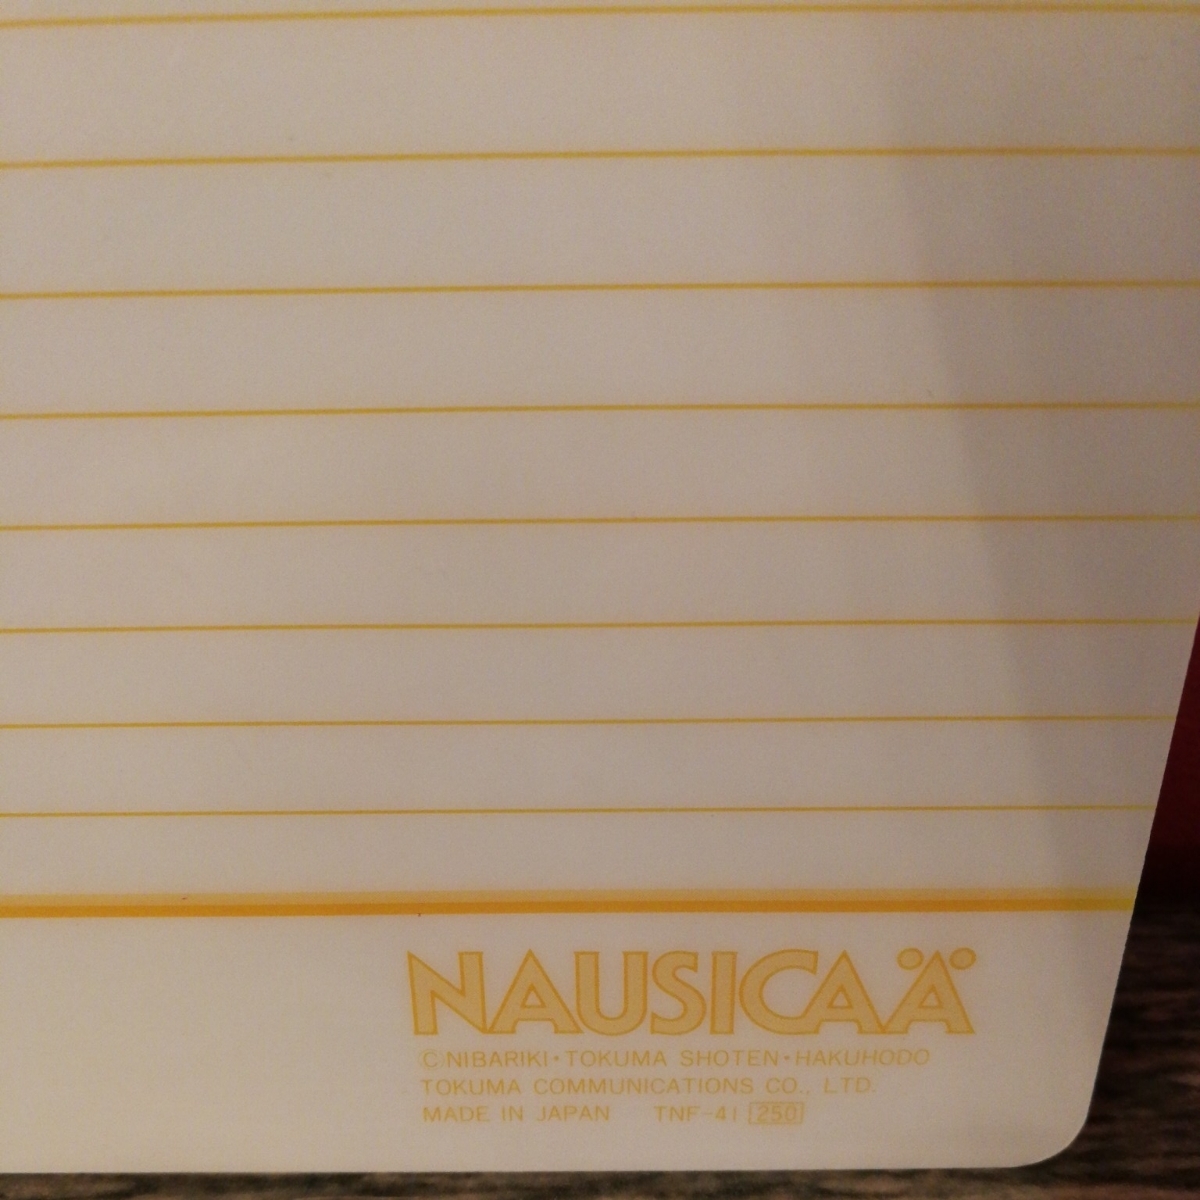 NAUSICAÄ
©NIBARIKI・TOKUMA SHOTEN・HAKUHODO
TOKUMA COMMUNICATIONS CO., LTD.
MADE IN JAPAN TNF-41 250